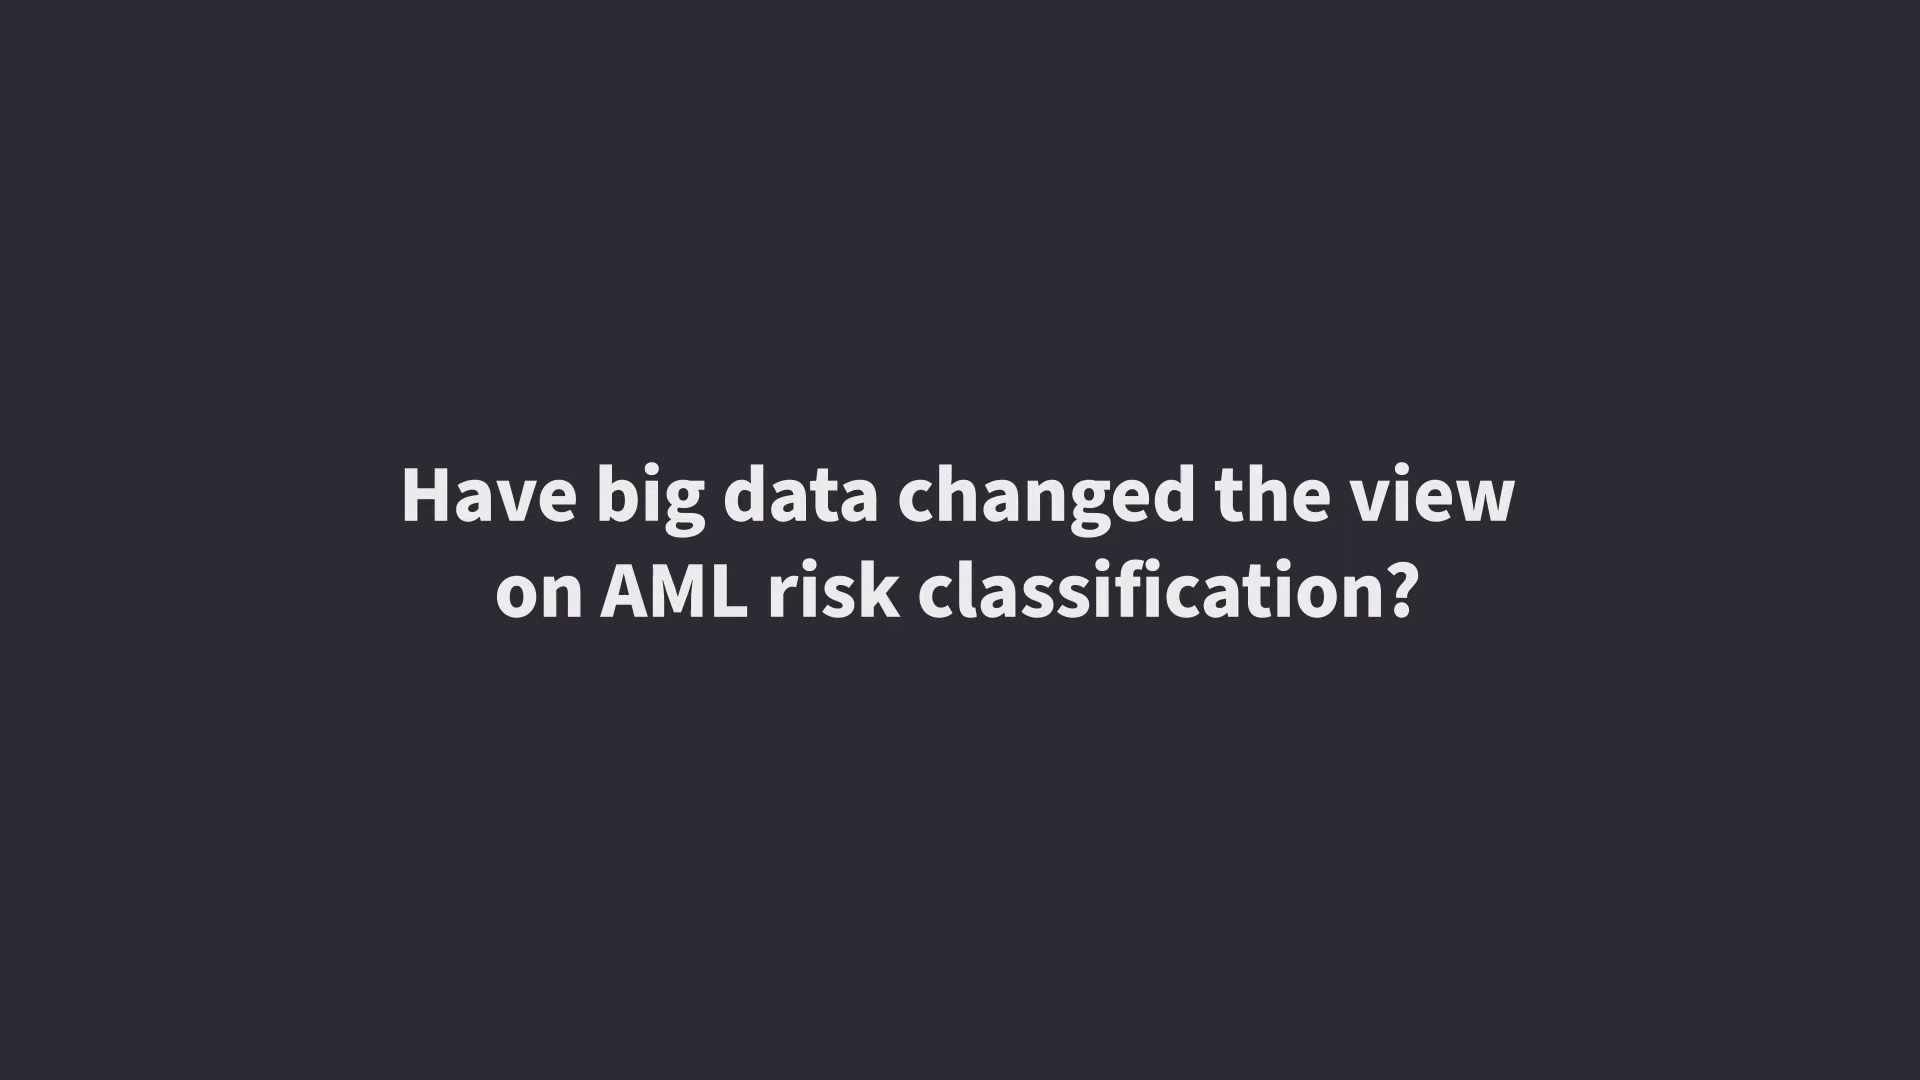 Have big data changed the view
on AML risk classification?